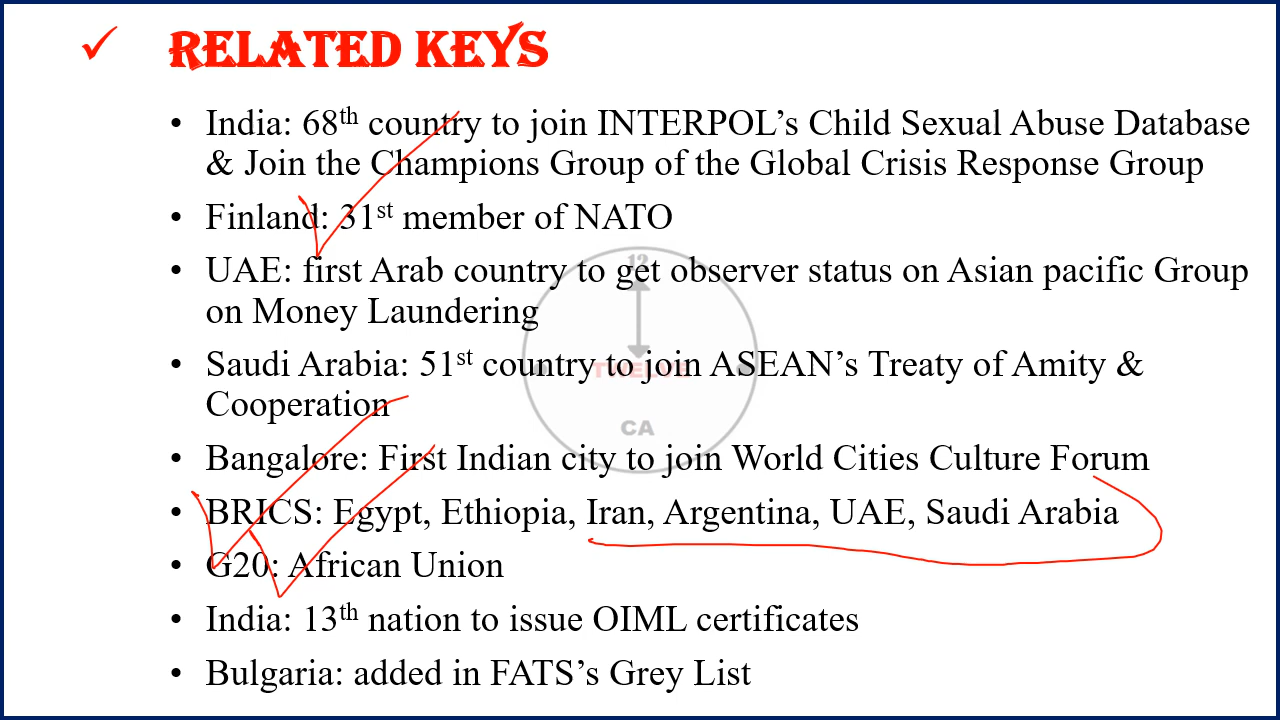 ✓ RELATED KEYS
• India: 68th country to join INTERPOL’s Child Sexual Abuse Database
& Join the Champions Group of the Global Crisis Response Group
• Finland: 31st member of NATO
• UAE: first Arab country to get observer status on Asian pacific Group
on Money Laundering
• Saudi Arabia: 51st country to join ASEAN’s Treaty of Amity &
Cooperation
• Bangalore: First Indian city to join World Cities Culture Forum
• BRICS: Egypt, Ethiopia, Iran, Argentina, UAE, Saudi Arabia
• G20: African Union
• India: 13th nation to issue OIML certificates
• Bulgaria: added in FATS’s Grey List
12
TWELVE
CA